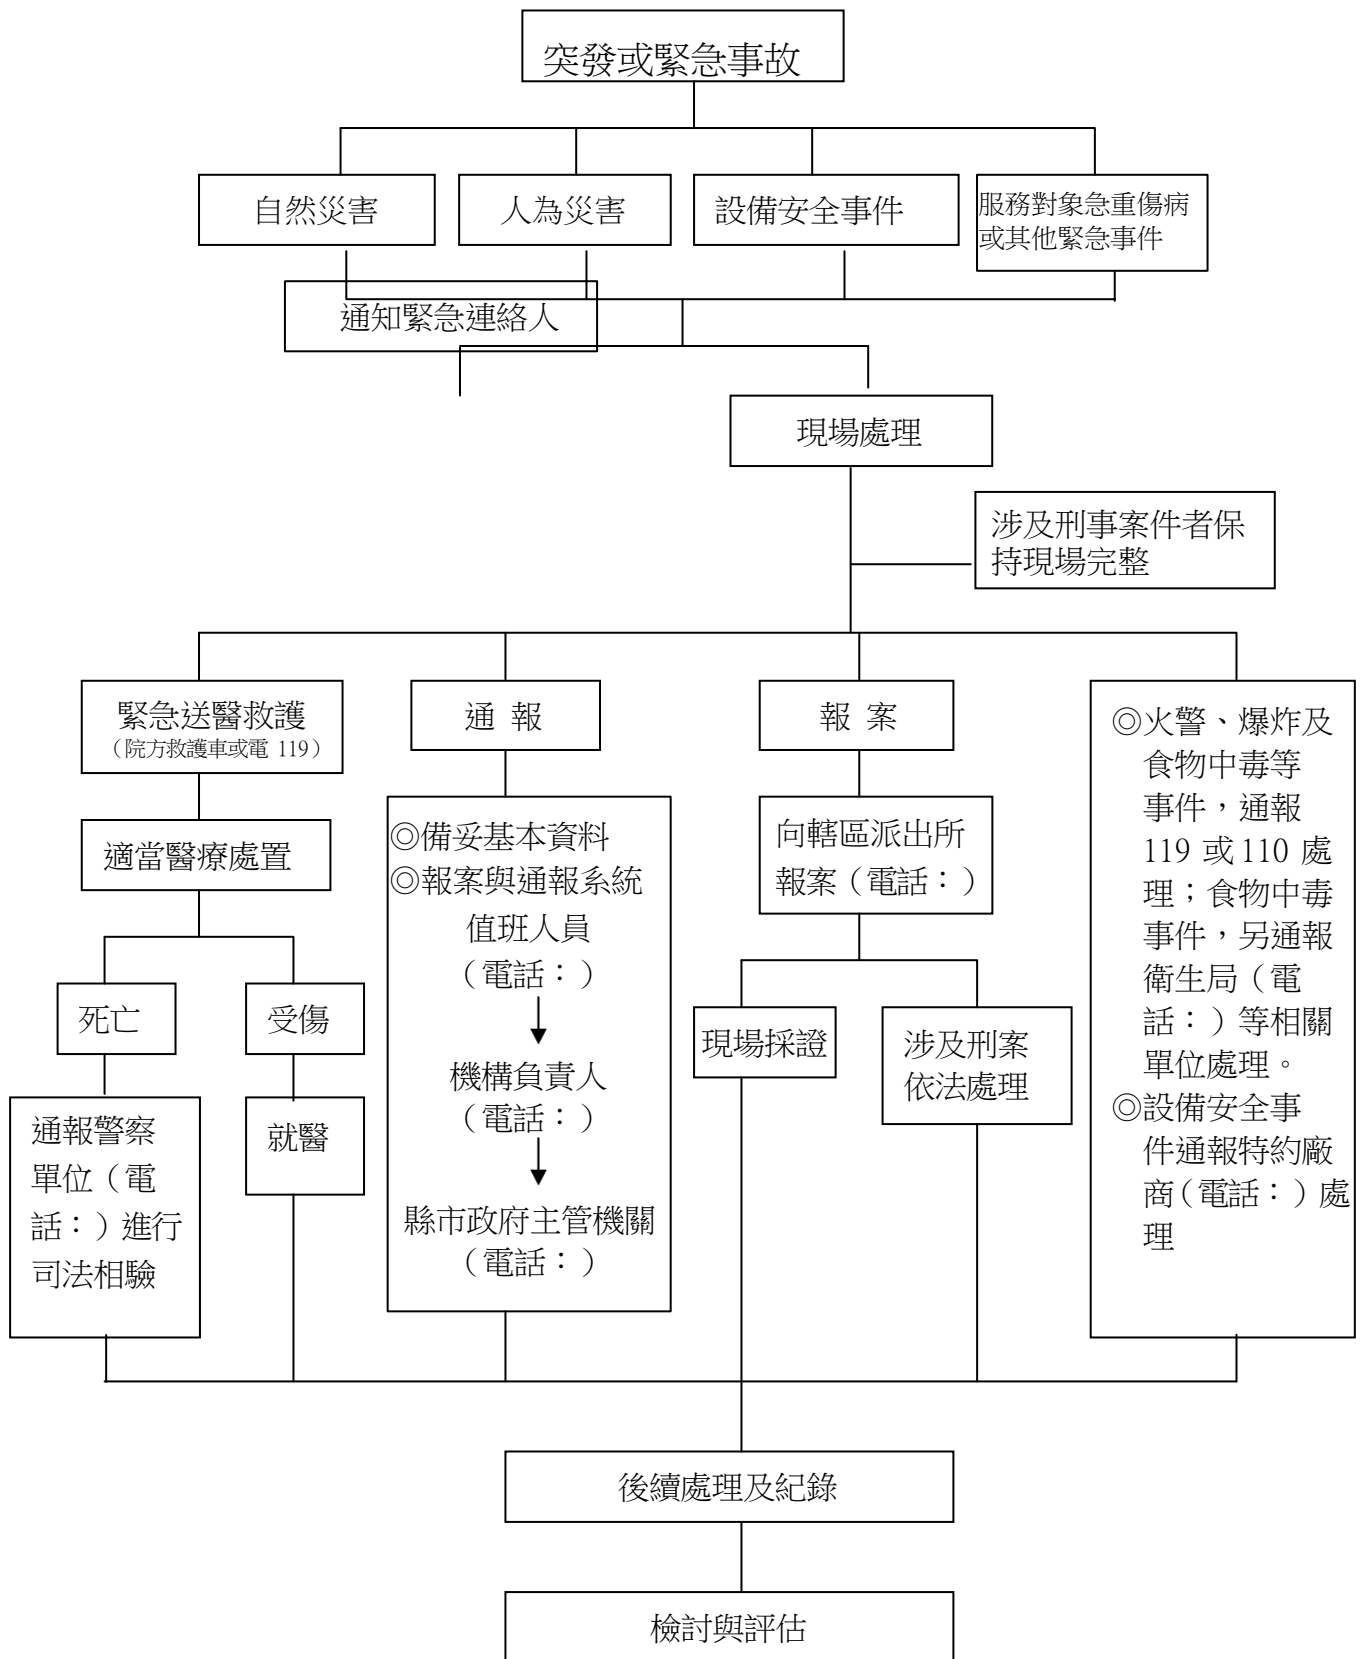 突發或緊急事故
自然災害
人為災害
設備安全事件
服務對象急重傷病
或其他緊急事件
通知緊急連絡人
現場處理
涉及刑事案件者保
持現場完整
緊急送醫救護
（院方救護車或電 119）
適當醫療處置
死亡
受傷
通報警察
單位（電
話：）進行
司法相驗
就醫
通 報
◎備妥基本資料
◎報案與通報系統
值班人員
（電話：）
機構負責人
（電話：）
縣市政府主管機關
（電話：）
報 案
向轄區派出所
報案（電話：）
現場採證
涉及刑案
依法處理
◎火警、爆炸及
食物中毒等
事件，通報
119 或 110 處
理；食物中毒
事件，另通報
衛生局（電
話：）等相關
單位處理。
◎設備安全事
件通報特約廠
商（電話：）處
理
後續處理及紀錄
檢討與評估